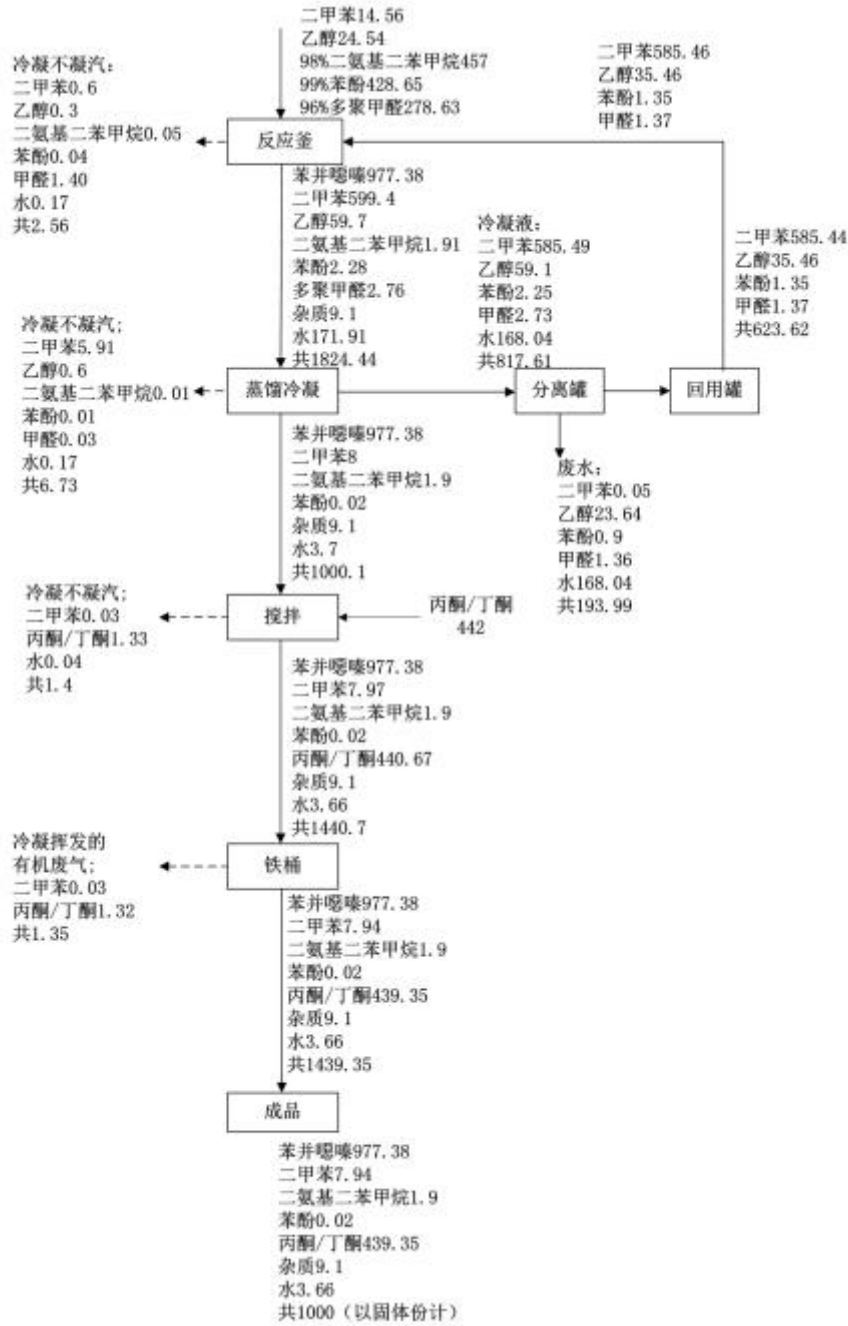 二甲苯14.56
乙醇24.54
98%二氨基二苯甲烷457
99%苯酚428.65
96%多聚甲醛278.63
二甲苯585.46
乙醇35.46
苯酚1.35
甲醛1.37
冷凝不凝汽：
二甲苯0.6
乙醇0.3
二氨基二苯甲烷0.05
苯酚0.04
甲醛1.40
水0.17
共2.56
反应釜
苯并噁嗪977.38
二甲苯599.4
乙醇59.7
二氨基二苯甲烷1.91
苯酚2.28
多聚甲醛2.76
杂质9.1
水171.91
共1824.44
冷凝液：
二甲苯585.49
乙醇59.1
苯酚2.25
甲醛2.73
水168.04
共817.61
二甲苯585.44
乙醇35.46
苯酚1.35
甲醛1.37
共623.62
冷凝不凝汽;
二甲苯5.91
乙醇0.6
二氨基二苯甲烷0.01
苯酚0.01
甲醛0.03
水0.17
共6.73
蒸馏冷凝
分离罐
回用罐
苯并噁嗪977.38
二甲苯8
二氨基二苯甲烷1.9
苯酚0.02
杂质9.1
水3.7
共1000.1
废水：
二甲苯0.05
乙醇23.64
苯酚0.9
甲醛1.36
水168.04
共193.99
冷凝不凝汽;
二甲苯0.03
丙酮/丁酮1.33
水0.04
共1.4
搅拌
丙酮/丁酮
442
苯并噁嗪977.38
二甲苯7.97
二氨基二苯甲烷1.9
苯酚0.02
丙酮/丁酮440.67
杂质9.1
水3.66
共1440.7
冷凝挥发的
有机废气;
二甲苯0.03
丙酮/丁酮1.32
共1.35
铁桶
苯并噁嗪977.38
二甲苯7.94
二氨基二苯甲烷1.9
苯酚0.02
丙酮/丁酮439.35
杂质9.1
水3.66
共1439.35
成品
苯并噁嗪977.38
二甲苯7.94
二氨基二苯甲烷1.9
苯酚0.02
丙酮/丁酮439.35
杂质9.1
水3.66
共1000（以固体份计）